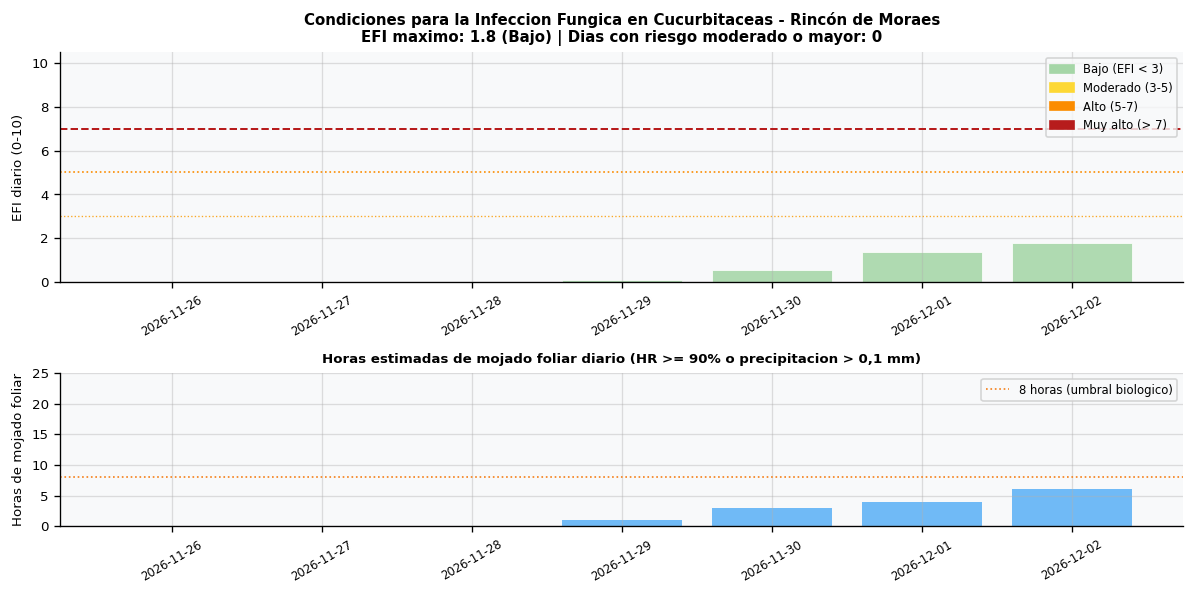 Condiciones para la Infeccion Fungica en Cucurbitaceas - Rincón de Moraes
EFI maximo: 1.8 (Bajo) | Dias con riesgo moderado o mayor: 0
EFI diario (0-10)
10
8
6
4
2
0
Bajo (EFI < 3)
Moderado (3-5)
Alto (5-7)
Muy alto (> 7)
2026-11-26
2026-11-27
2026-11-28
2026-11-29
2026-11-30
2026-12-01
2026-12-02
Horas estimadas de mojado foliar diario (HR >= 90% o precipitacion > 0,1 mm)
Horas de mojado foliar
25
20
15
10
5
0
8 horas (umbral biologico)
2026-11-26
2026-11-27
2026-11-28
2026-11-29
2026-11-30
2026-12-01
2026-12-02